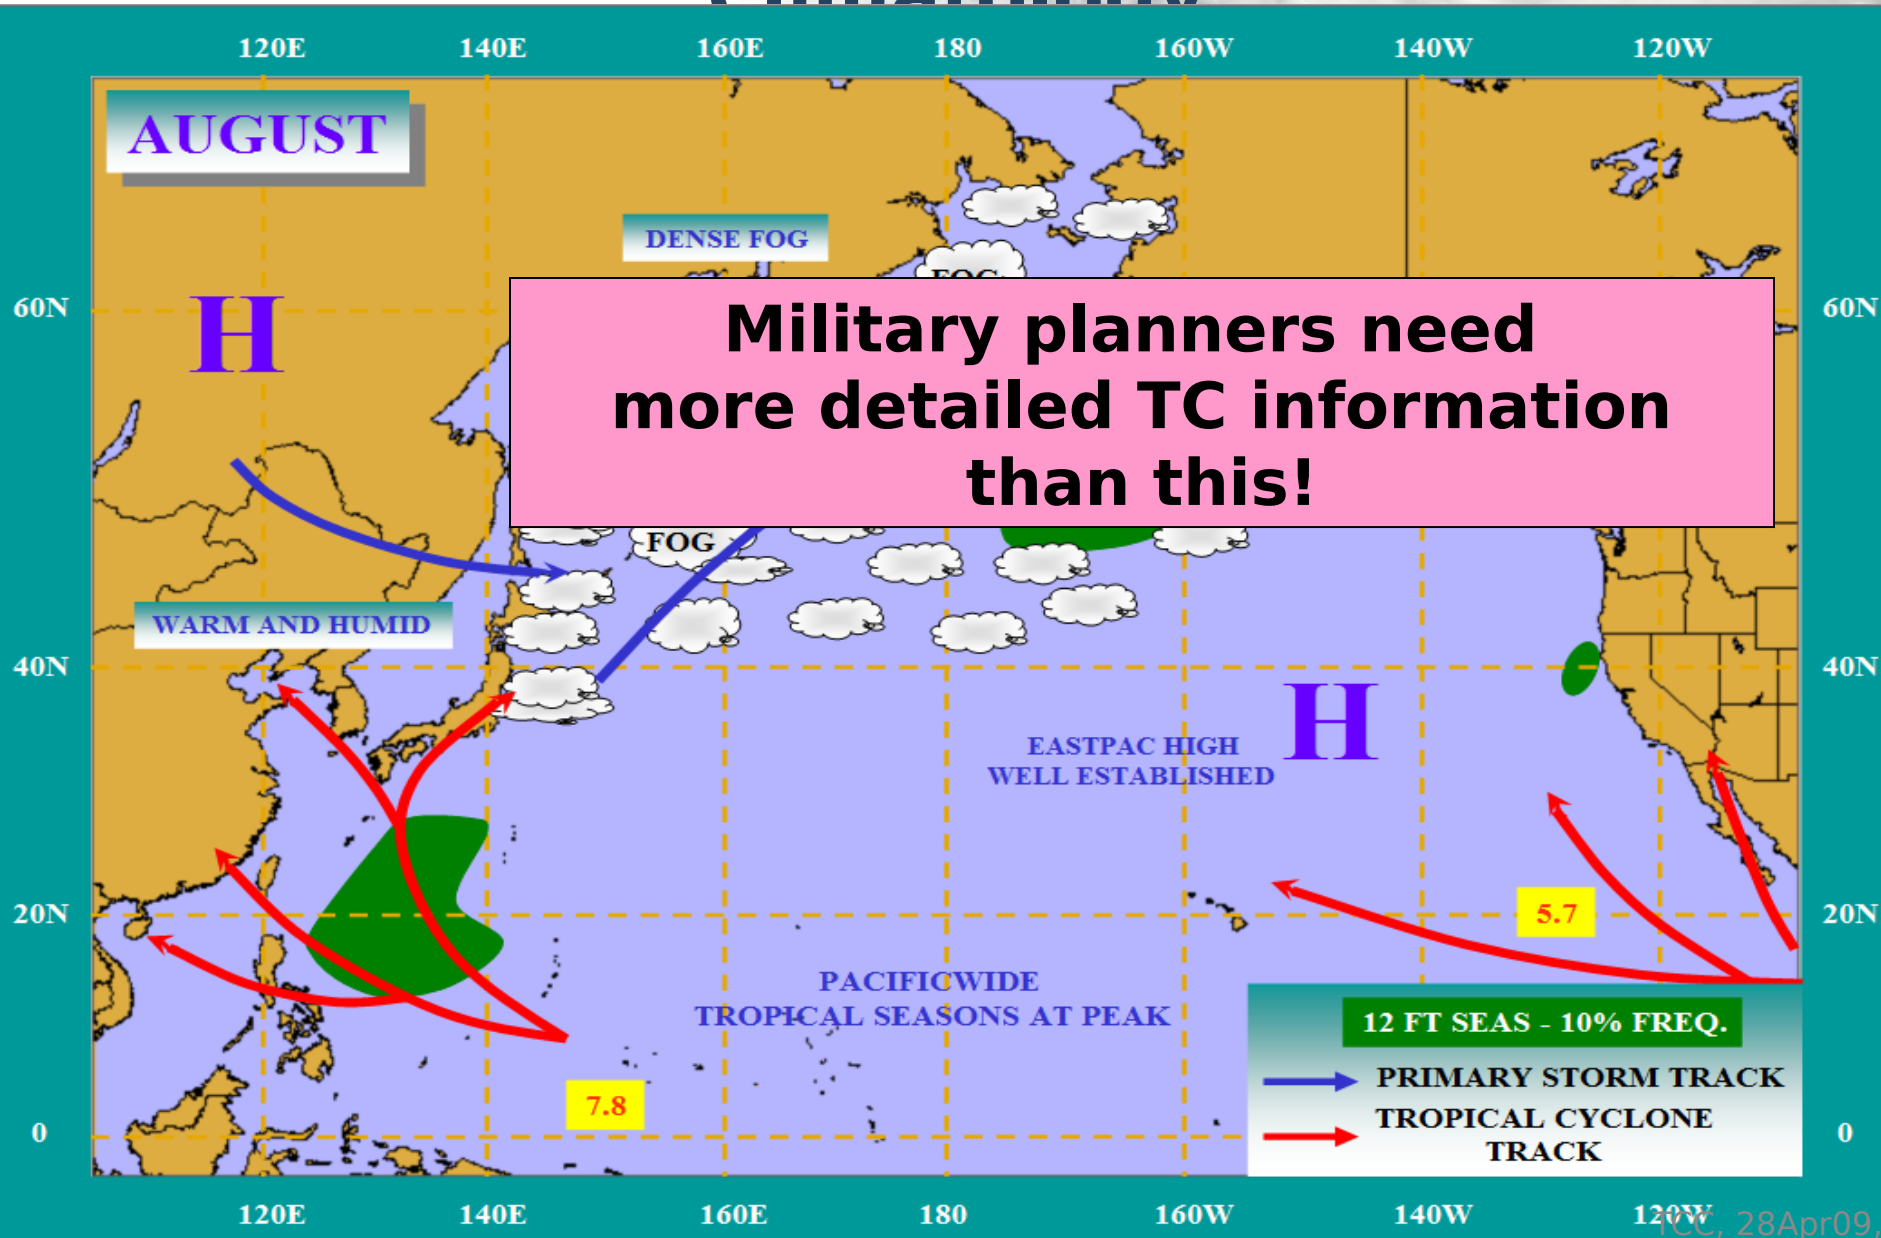 120E 140E 160E 180 160W 140W 120W
AUGUST
DENSE FOG
FOG
60N 60N
H
Military planners need
more detailed TC information
than this!
FOG
WARM AND HUMID
40N 40N
H
EASTPAC HIGH
WELL ESTABLISHED
20N 20N
5.7
PACIFICWIDE
TROPICAL SEASONS AT PEAK
12 FT SEAS - 10% FREQ.
PRIMARY STORM TRACK
7.8
TROPICAL CYCLONE
TRACK
0 0
120E 140E 160E 180 160W 140W 120W
TCC, 28Apr09,